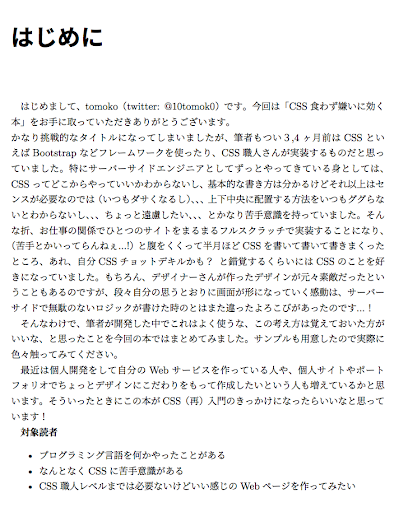 はじめに
はじめまして、tomoko（twitter: @10tomok0）です。今回は「CSS 食わず嫌いに効く
本」をお手に取っていただきありがとうございます。
かなり挑戦的なタイトルになってしまいましたが、筆者もつい３,4 ヶ月前は CSS とい
えば Bootstrap などフレームワークを使ったり、CSS 職人さんが実装するものだと思っ
ていました。特にサーバーサイドエンジニアとしてずっとやってきている身としては、
CSS ってどこからやっていいかわからないし、基本的な書き方は分かるけどそれ以上はセ
ンスが必要なのでは (いつもダサくなるし)、、、上下中央に配置する方法をいつもググらな
いとわからないし、、、ちょっと遠慮したい、、、とかなり苦手意識を持っていました。そん
な折、お仕事の関係でひとつのサイトをまるまるフルスクラッチで実装することになり、
(苦手とかいってらんねぇ...!) と腹をくくって半月ほど CSS を書いて書いて書きまくった
ところ、あれ、自分 CSS チョットデキルかも？ と錯覚するくらいには CSS のことを好
きになっていました。もちろん、デザイナーさんが作ったデザインが元々素敵だったとい
うこともあるのですが、段々自分の思うとおりに画面が形になっていく感動は、サーバー
サイドで無駄のないロジックが書けた時のとはまた違ったよろこびがあったのです...！
そんなわけで、筆者が開発した中でこれはよく使うな、この考え方は覚えておいた方が
いいな、と思ったことを今回の本ではまとめてみました。サンプルも用意したので実際に
色々触ってみてください。
最近は個人開発をして自分の Web サービスを作っている人や、個人サイトやポート
フォリオでちょっとデザインにこだわりをもって作成したいという人も増えているかと思
います。そういったときにこの本が CSS（再）入門のきっかけになったらいいなと思って
います！
対象読者
• プログラミング言語を何かやったことがある
• なんとなく CSS に苦手意識がある
• CSS 職人レベルまでは必要ないけどいい感じの Web ページを作ってみたい